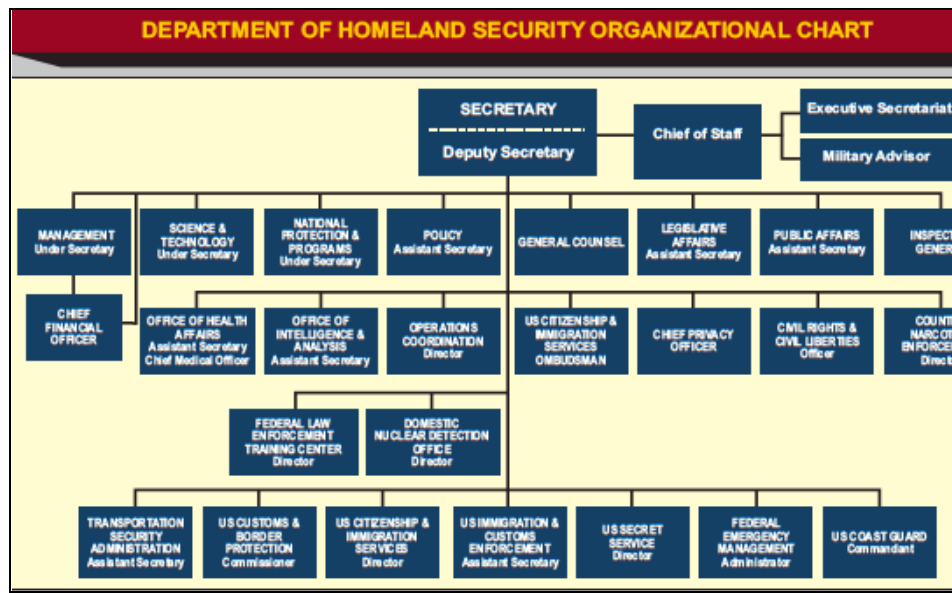 DEPARTMENT OF HOMELAND SECURITY ORGANIZATIONAL CHART
SECRETARY
Deputy Secretary
Chief of Staff
Executive Secretariat
Military Advisor
MANAGEMENT
Under Secretary
SCIENCE &
TECHNOLOGY
Under Secretary
NATIONAL
PROTECTION &
PROGRAMS
Under Secretary
POLICY
Assistant Secretary
GENERAL COUNSEL
LEGISLATIVE
AFFAIRS
Assistant Secretary
PUBLIC AFFAIRS
Assistant Secretary
CHIEF
FINANCIAL
OFFICER
OFFICE OF HEALTH
AFFAIRS
Assistant Secretary
Chief Medical Officer
OFFICE OF
INTELLIGENCE &
ANALYSIS
Assistant Secretary
OPERATIONS
COORDINATION
Director
US CITIZENSHIP &
IMMIGRATION
SERVICES
OMBUDSMAN
CHIEF PRIVACY
OFFICER
CIVIL RIGHTS &
CIVIL LIBERTIES
Officer
FEDERAL LAW
ENFORCEMENT
TRAINING CENTER
Director
DOMESTIC
NUCLEAR DETECTION
OFFICE
Director
TRANSPORTATION
SECURITY
ADMINISTRATION
Assistant Secretary
US CUSTOMS &
BORDER
PROTECTION
Commissioner
US CITIZENSHIP &
IMMIGRATION
SERVICES
Director
US IMMIGRATION &
CUSTOMS
ENFORCEMENT
Assistant Secretary
US SECRET
SERVICE
Director
FEDERAL
EMERGENCY
MANAGEMENT
Administrator
US COAST GUARD
Commandant